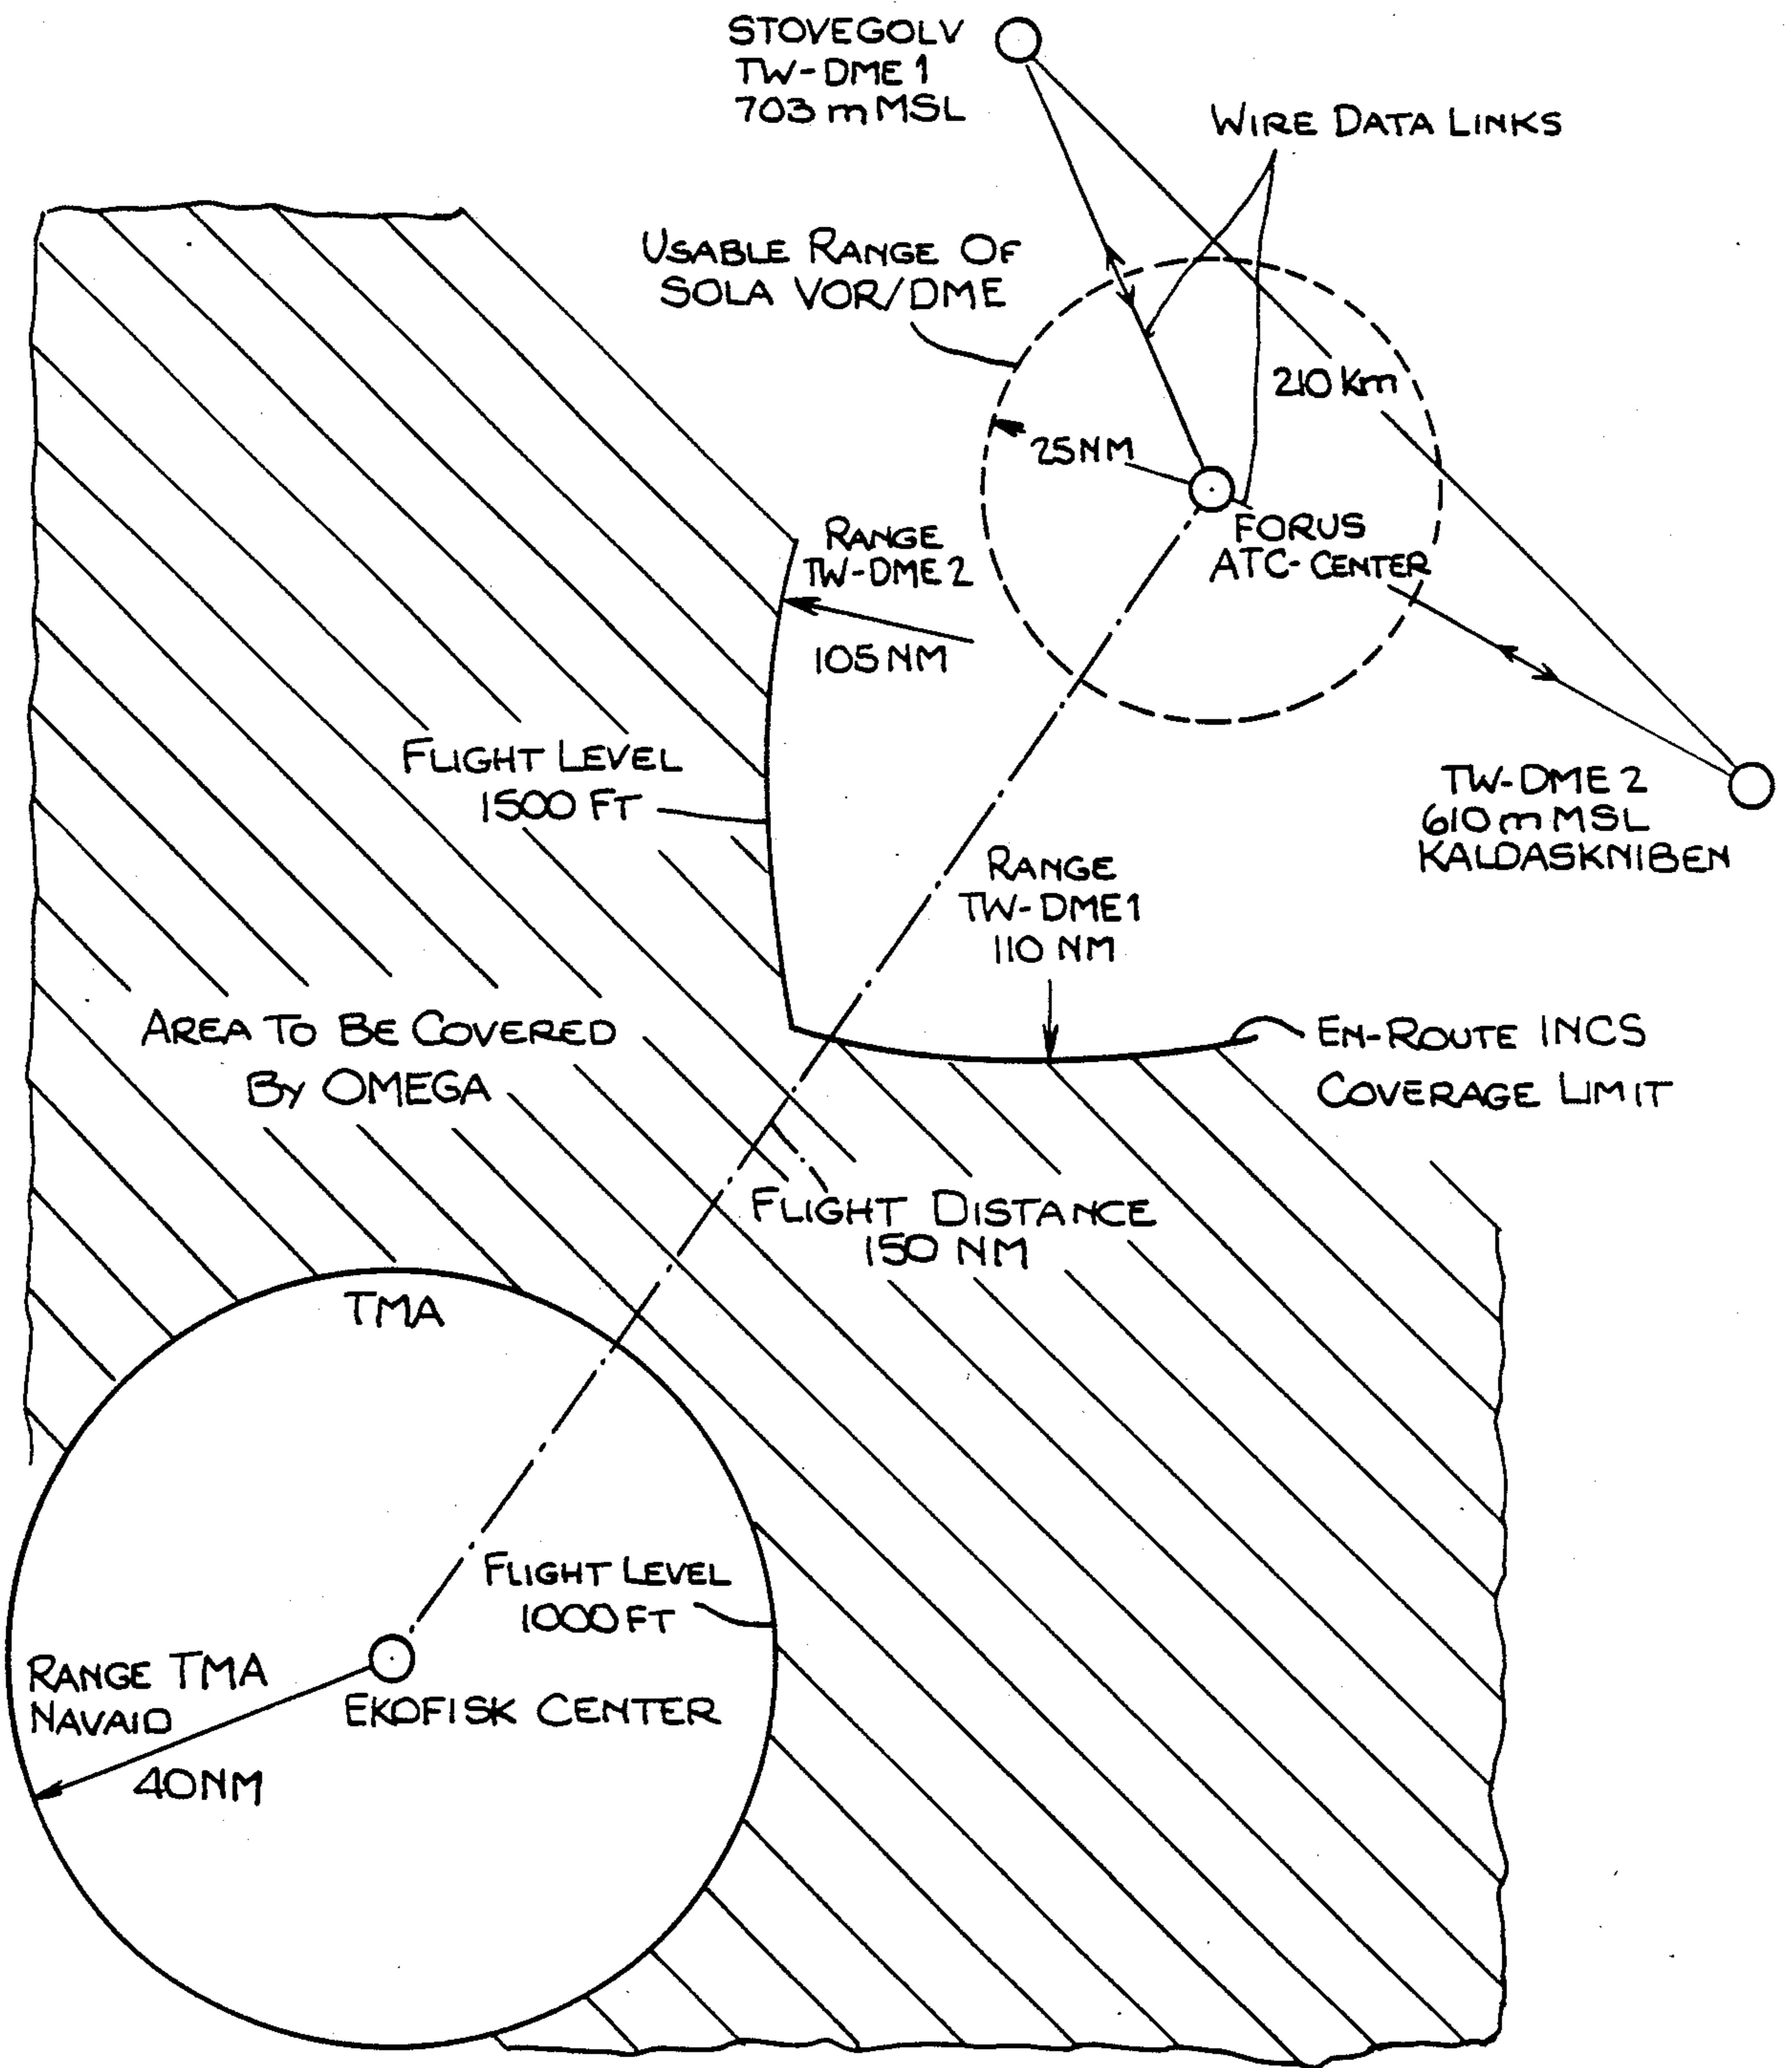 STOVEGOLV
TW-DME 1
703 m MSL
WIRE DATA LINKS
USABLE RANGE OF
SOLA VOR/DME
210 Km
25NM
FORUS
ATC-CENTER
RANGE
TW-DME 2
105 NM
FLIGHT LEVEL
1500 FT
TW-DME 2
610 m MSL
KALDASKNIBEN
RANGE
TW-DME1
110 NM
AREA TO BE COVERED
By OMEGA
EN-ROUTE INCS
COVERAGE LIMIT
FLIGHT DISTANCE
150 NM
TMA
FLIGHT LEVEL
1000 FT
RANGE TMA
NAVAID
EKOFISK CENTER
40NM